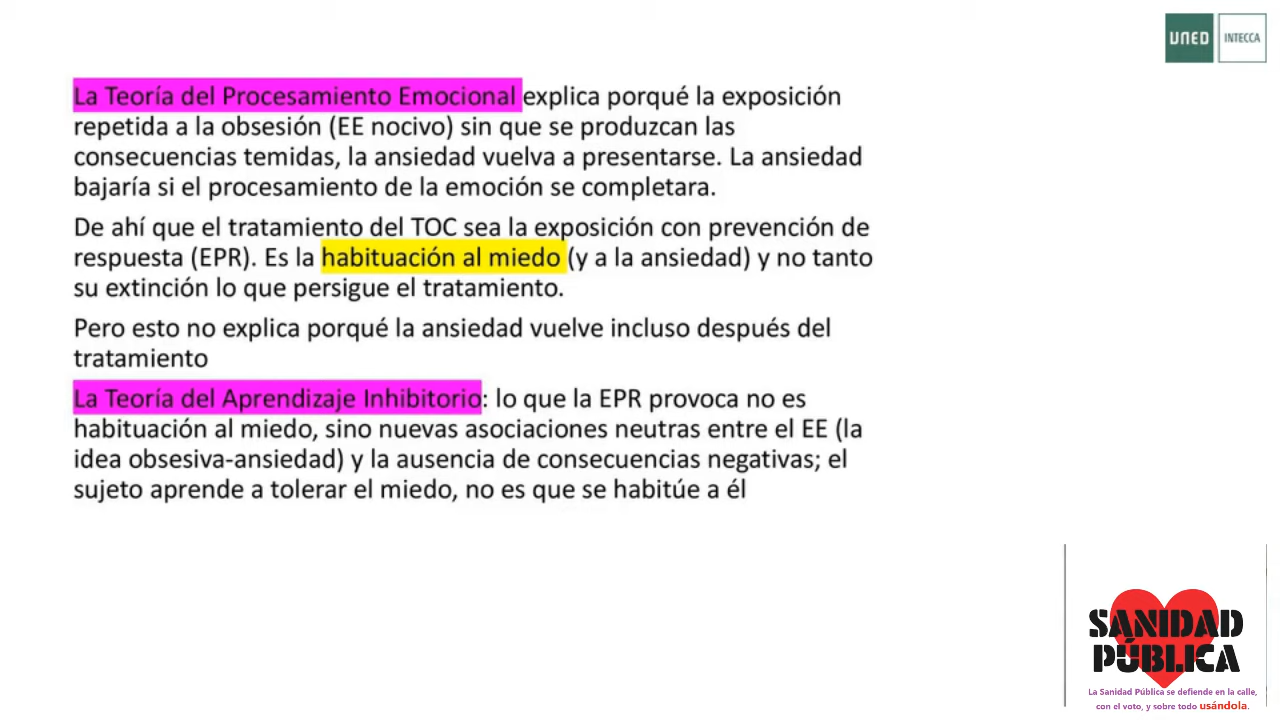 UNED INTECCA
La Teoría del Procesamiento Emocional explica porqué la exposición
repetida a la obsesión (EE nocivo) sin que se produzcan las
consecuencias temidas, la ansiedad vuelva a presentarse. La ansiedad
bajaría si el procesamiento de la emoción se completara.
De ahí que el tratamiento del TOC sea la exposición con prevención de
respuesta (EPR). Es la habituación al miedo (y a la ansiedad) y no tanto
su extinción lo que persigue el tratamiento.
Pero esto no explica porqué la ansiedad vuelve incluso después del
tratamiento
La Teoría del Aprendizaje Inhibitorio: lo que la EPR provoca no es
habituación al miedo, sino nuevas asociaciones neutras entre el EE (la
idea obsesiva-ansiedad) y la ausencia de consecuencias negativas; el
sujeto aprende a tolerar el miedo, no es que se habitúe a él
SANIDAD
PÚBLICA
La Sanidad Pública se defiende en la calle,
con el voto, y sobre todo usándola.